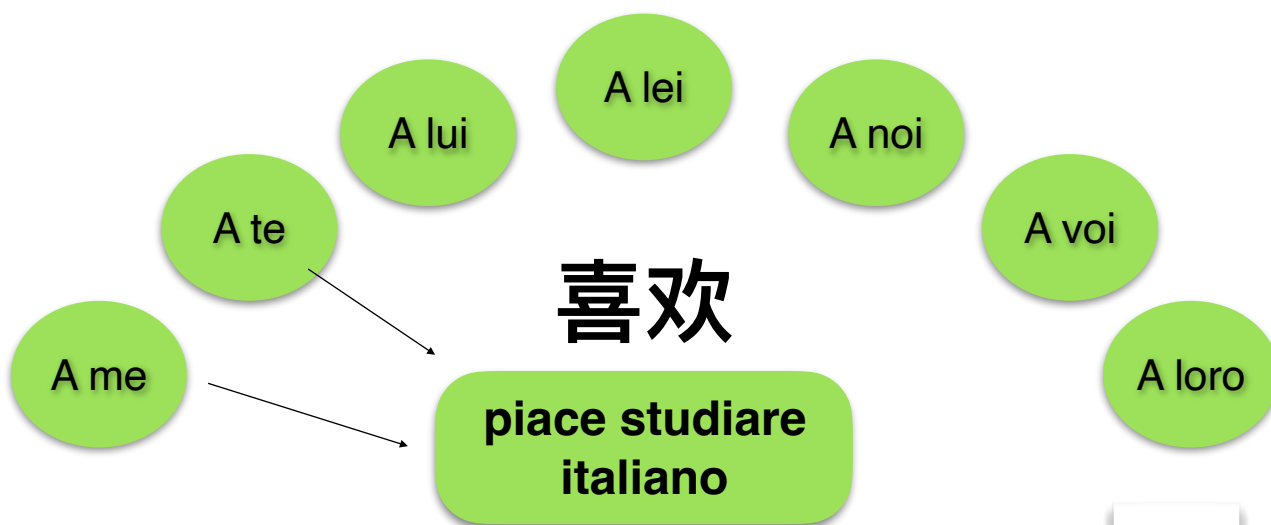 A lei
A lui
A noi
A te
A voi
喜欢
A me
A loro
piace studiare
italiano